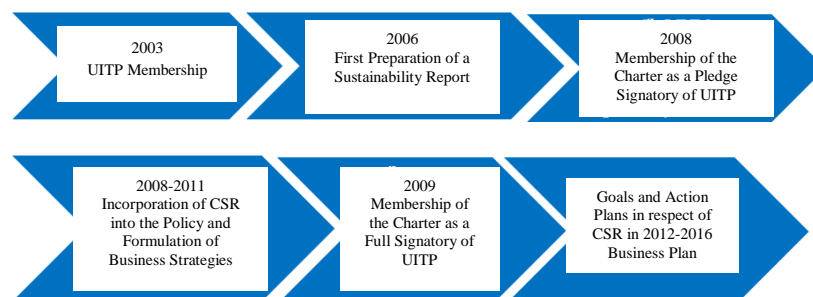 2003
UITP Membership
2006
First Preparation of a
Sustainability Report
2008
Membership of the
Charter as a Pledge
Signatory of UITP
2008-2011
Incorporation of CSR
into the Policy and
Formulation of
Business Strategies
2009
Membership of
the Charter as a
Full Signatory of
UITP
Goals and Action
Plans in respect of
CSR in 2012-2016
Business Plan